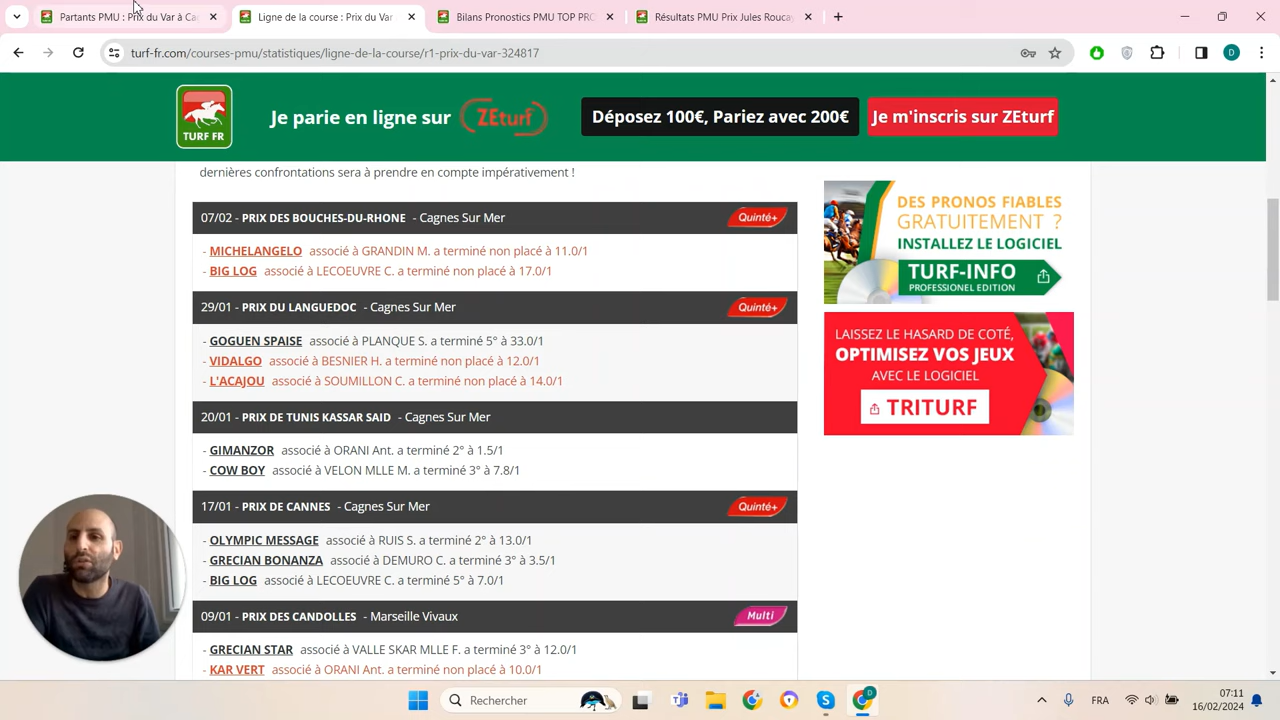 Partants PMU : Prix du Var à Ca
Ligne de la course : Prix du Var
Bilans Pronostics PMU TOP PRO
Résultats PMU Prix Jules Roucay
turf-fr.com/courses-pmu/statistiques/ligne-de-la-course/r1-prix-du-var-324817
D
TURF FR
Je parie en ligne sur ZEturf
Déposez 100€, Pariez avec 200€
Je m'inscris sur ZEturf
dernières confrontations sera à prendre en compte impérativement !
07/02 - PRIX DES BOUCHES-DU-RHONE - Cagnes Sur Mer Quinté+
- MICHELANGELO associé à GRANDIN M. a terminé non placé à 11.0/1
- BIG LOG associé à LECOEUVRE C. a terminé non placé à 17.0/1
29/01 - PRIX DU LANGUEDOC - Cagnes Sur Mer Quinté+
- GOGUEN SPAISE associé à PLANQUE S. a terminé 5° à 33.0/1
- VIDALGO associé à BESNIER H. a terminé non placé à 12.0/1
- L'ACAJOU associé à SOUMILLON C. a terminé non placé à 14.0/1
20/01 - PRIX DE TUNIS KASSAR SAID - Cagnes Sur Mer
- GIMANZOR associé à ORANI Ant. a terminé 2° à 1.5/1
- COW BOY associé à VELON MLLE M. a terminé 3° à 7.8/1
17/01 - PRIX DE CANNES - Cagnes Sur Mer Quinté+
- OLYMPIC MESSAGE associé à RUIS S. a terminé 2° à 13.0/1
- GRECIAN BONANZA associé à DEMURO C. a terminé 3° à 3.5/1
- BIG LOG associé à LECOEUVRE C. a terminé 5° à 7.0/1
09/01 - PRIX DES CANDOLLES - Marseille Vivaux Multi
- GRECIAN STAR associé à VALLE SKAR MLLE F. a terminé 3° à 12.0/1
- KAR VERT associé à ORANI Ant. a terminé non placé à 10.0/1
DES PRONOS FIABLES
GRATUITEMENT ?
INSTALLEZ LE LOGICIEL
TURF-INFO
PROFESSIONEL EDITION
LAISSEZ LE HASARD DE COTÉ,
OPTIMISEZ VOS JEUX
AVEC LE LOGICIEL
TRITURF
Rechercher
FRA
07:11
16/02/2024